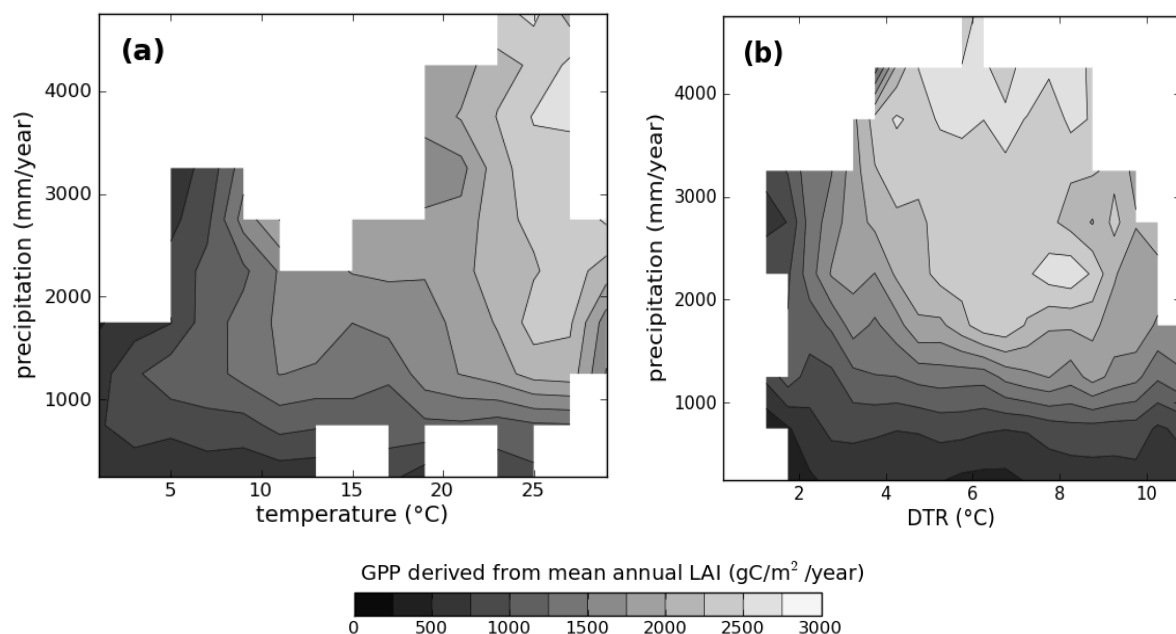 (a)
precipitation (mm/year)
4000
3000
2000
1000
5
10
15
20
25
temperature (°C)
(b)
precipitation (mm/year)
4000
3000
2000
1000
2
4
6
8
10
DTR (°C)
GPP derived from mean annual LAI (gC/m² /year)
0 500 1000 1500 2000 2500 3000